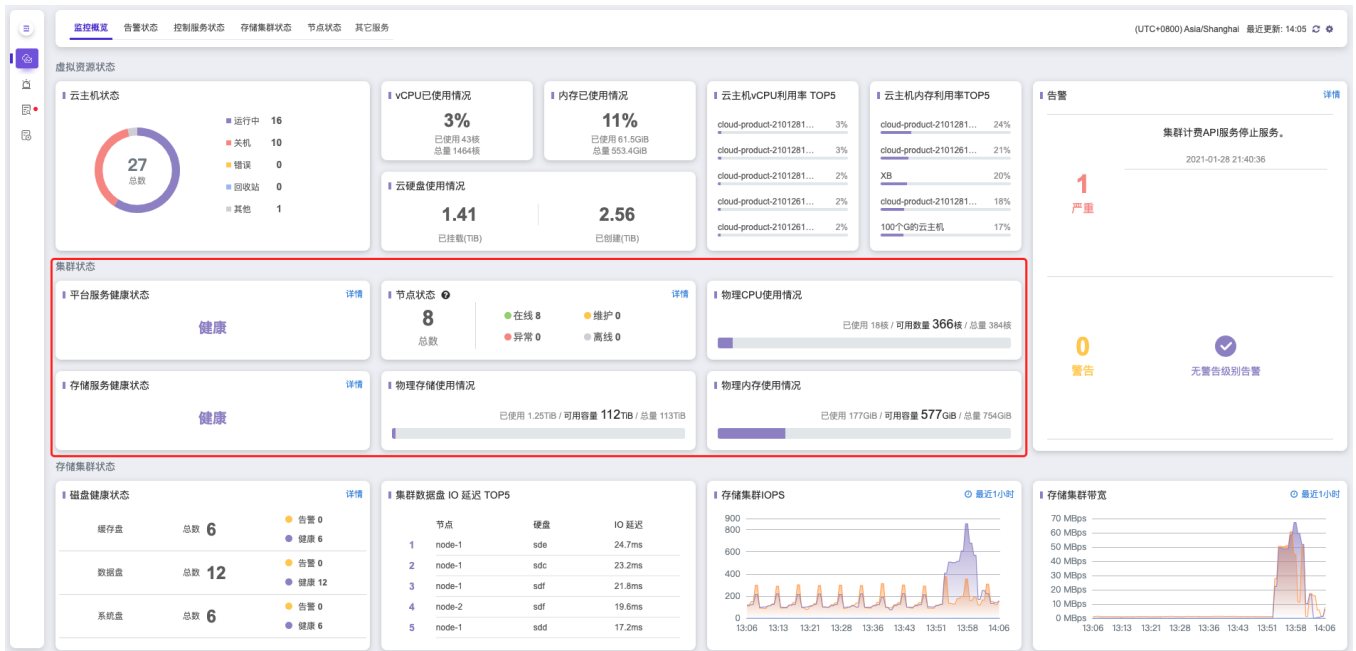 监控概览 告警状态 控制服务状态 存储集群状态 节点状态 其它服务
(UTC+0800) Asia/Shanghai 最近更新: 14:05
虚拟资源状态
云主机状态
27
总数
运行中 16
关机 10
错误 0
回收站 0
其他 1
vCPU已使用情况
3%
已使用 43核
总量 1464核
内存已使用情况
11%
已使用 61.5GiB
总量 553.4GiB
云硬盘使用情况
1.41
已挂载(TiB)
2.56
已创建(TiB)
云主机vCPU利用率 TOP5
cloud-product-2101281... 3%
cloud-product-2101281... 3%
cloud-product-2101281... 2%
cloud-product-2101261... 2%
cloud-product-2101261... 2%
云主机内存利用率TOP5
cloud-product-2101281... 24%
cloud-product-2101261... 21%
XB 20%
cloud-product-2101281... 18%
100个G的云主机 17%
告警 详情
1
严重
集群计费API服务停止服务。
2021-01-28 21:40:36
0
警告
无警告级别告警
集群状态
平台服务健康状态 详情
健康
节点状态 详情
8
总数
在线 8 维护 0
异常 0 离线 0
物理CPU使用情况
已使用 18核 / 可用数量 366核 / 总量 384核
存储服务健康状态 详情
健康
物理存储使用情况
已使用 1.25TiB / 可用容量 112TiB / 总量 113TiB
物理内存使用情况
已使用 177GiB / 可用容量 577GiB / 总量 754GiB
存储集群状态
磁盘健康状态 详情
缓存盘 总数 6
告警 0
健康 6
数据盘 总数 12
告警 0
健康 12
系统盘 总数 6
告警 0
健康 6
集群数据盘 IO 延迟 TOP5
节点 硬盘 IO 延迟
1 node-1 sde 24.7ms
2 node-1 sdc 23.2ms
3 node-1 sdf 21.8ms
4 node-2 sdf 19.6ms
5 node-1 sdd 17.2ms
存储集群IOPS 最近1小时
900
800
600
400
200
0
13:06 13:13 13:21 13:28 13:36 13:43 13:51 13:58 14:06
存储集群带宽 最近1小时
70 MBps
60 MBps
50 MBps
40 MBps
30 MBps
20 MBps
10 MBps
0 MBps
13:06 13:13 13:21 13:28 13:36 13:43 13:51 13:58 14:06